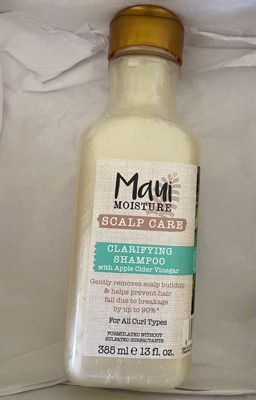 Maui
MOISTURE
SCALP CARE
CLARIFYING
SHAMPOO
with Apple Cider Vinegar
Gently removes scalp buildup
& helps prevent hair
fall due to breakage
by up to 90%*
For All Curl Types
FORMULATED WITHOUT
SULFATED SURFACTANTS
385 ml e 13 fl. oz.